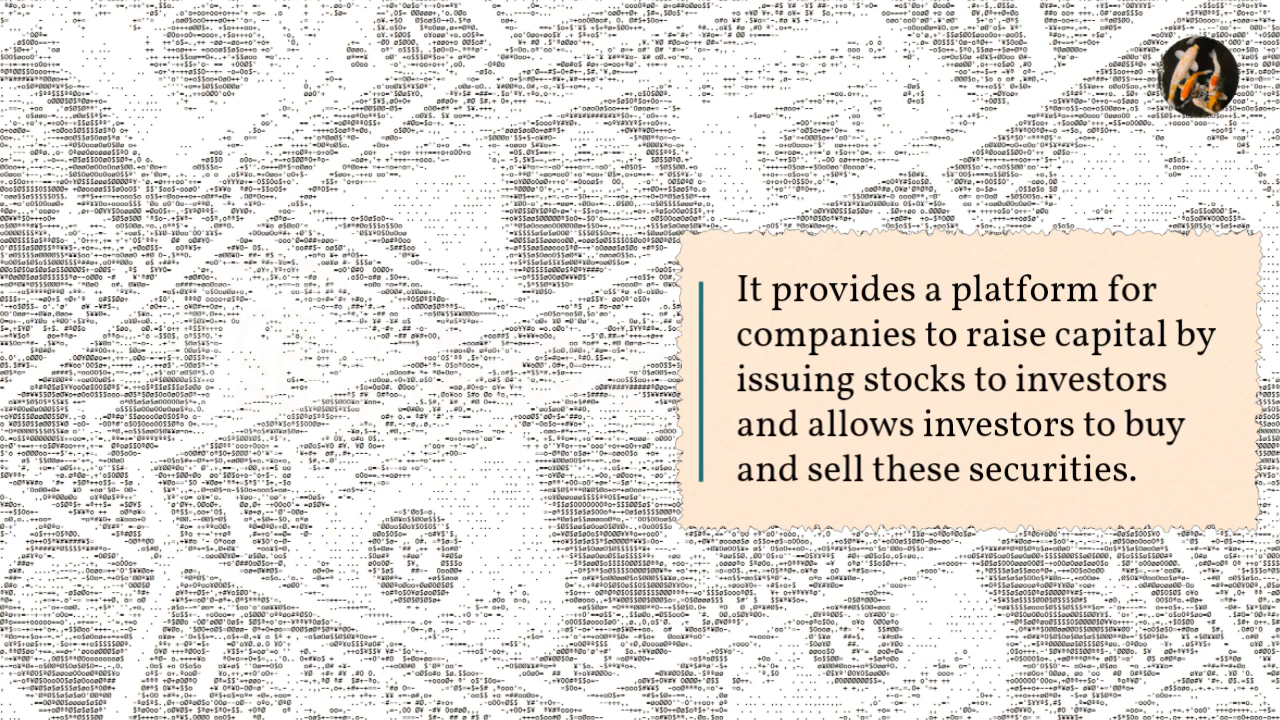 It provides a platform for
companies to raise capital by
issuing stocks to investors
and allows investors to buy
and sell these securities.